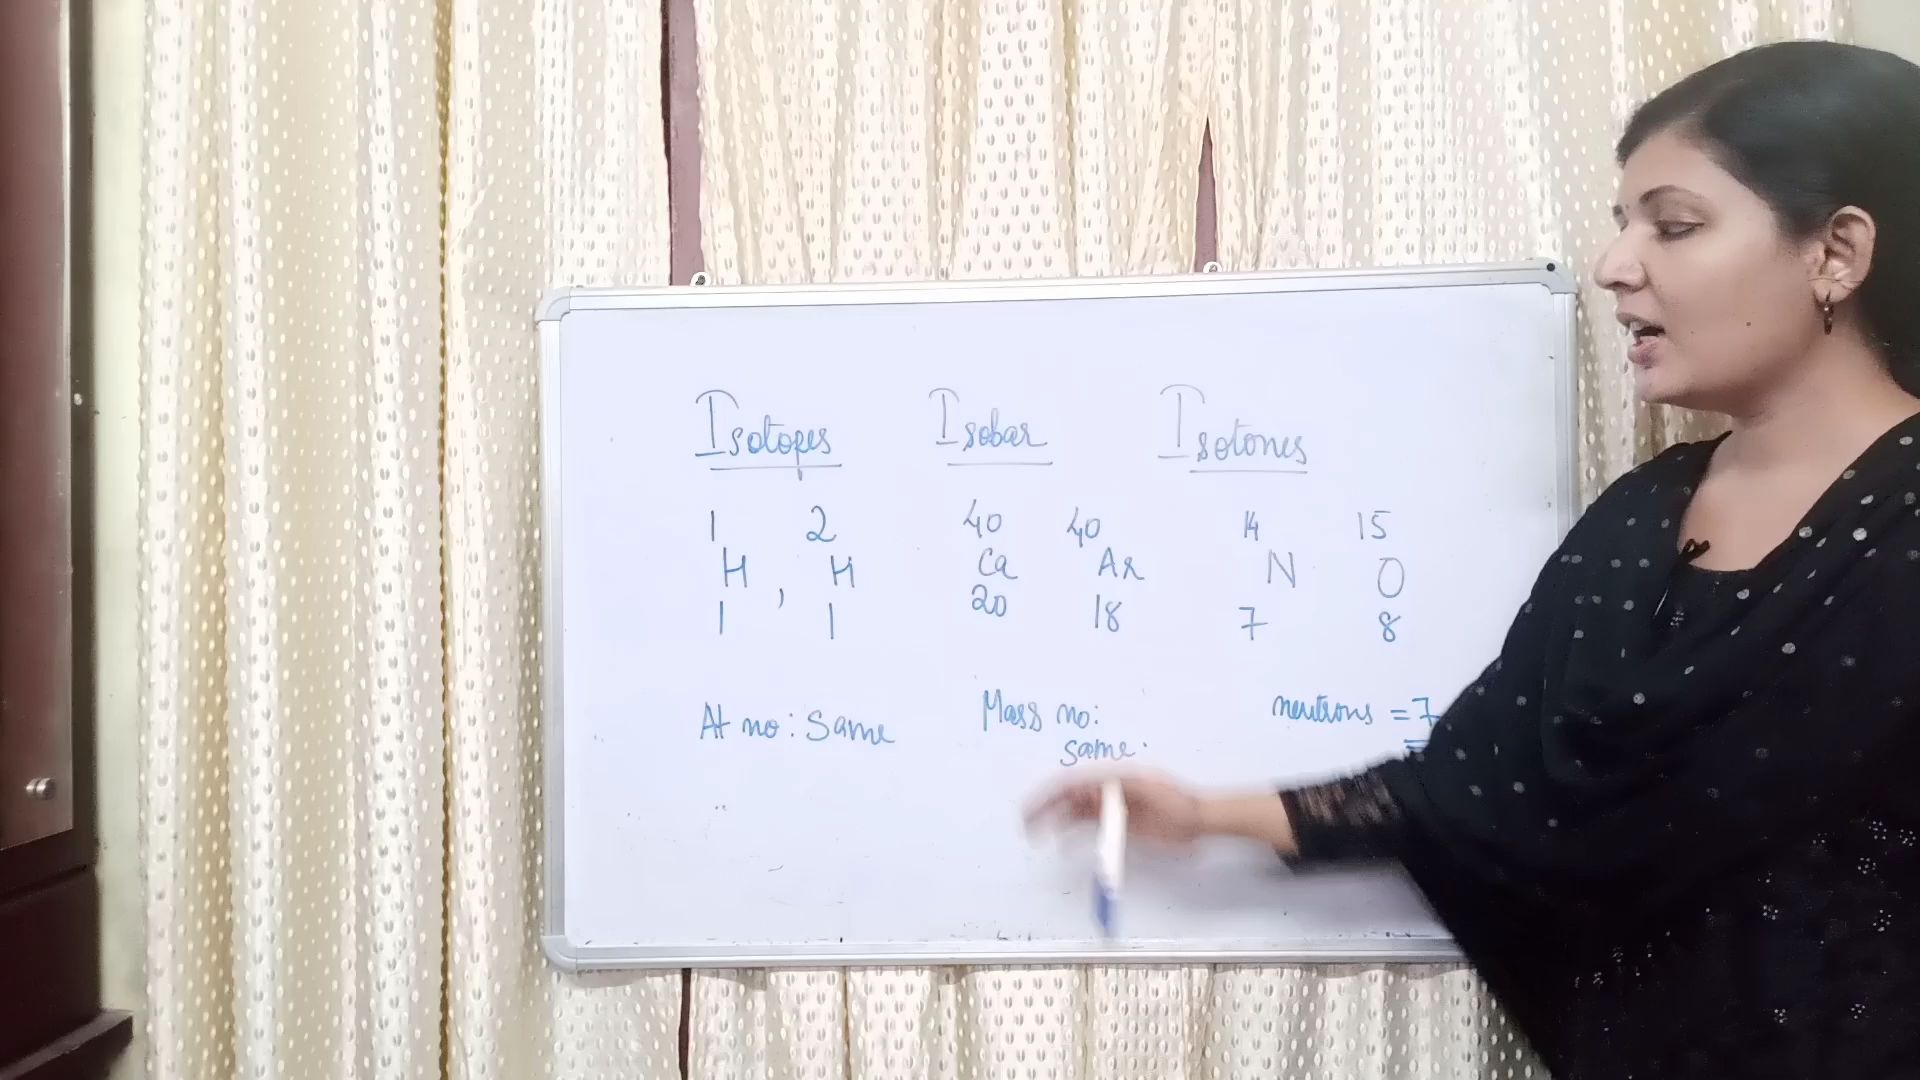 Isotopes Isobar Isotones
1 2 40 40 14 15
H , H Ca Ar N O
1 1 20 18 7 8
At no: Same Mass no: neutrons = 7
same.